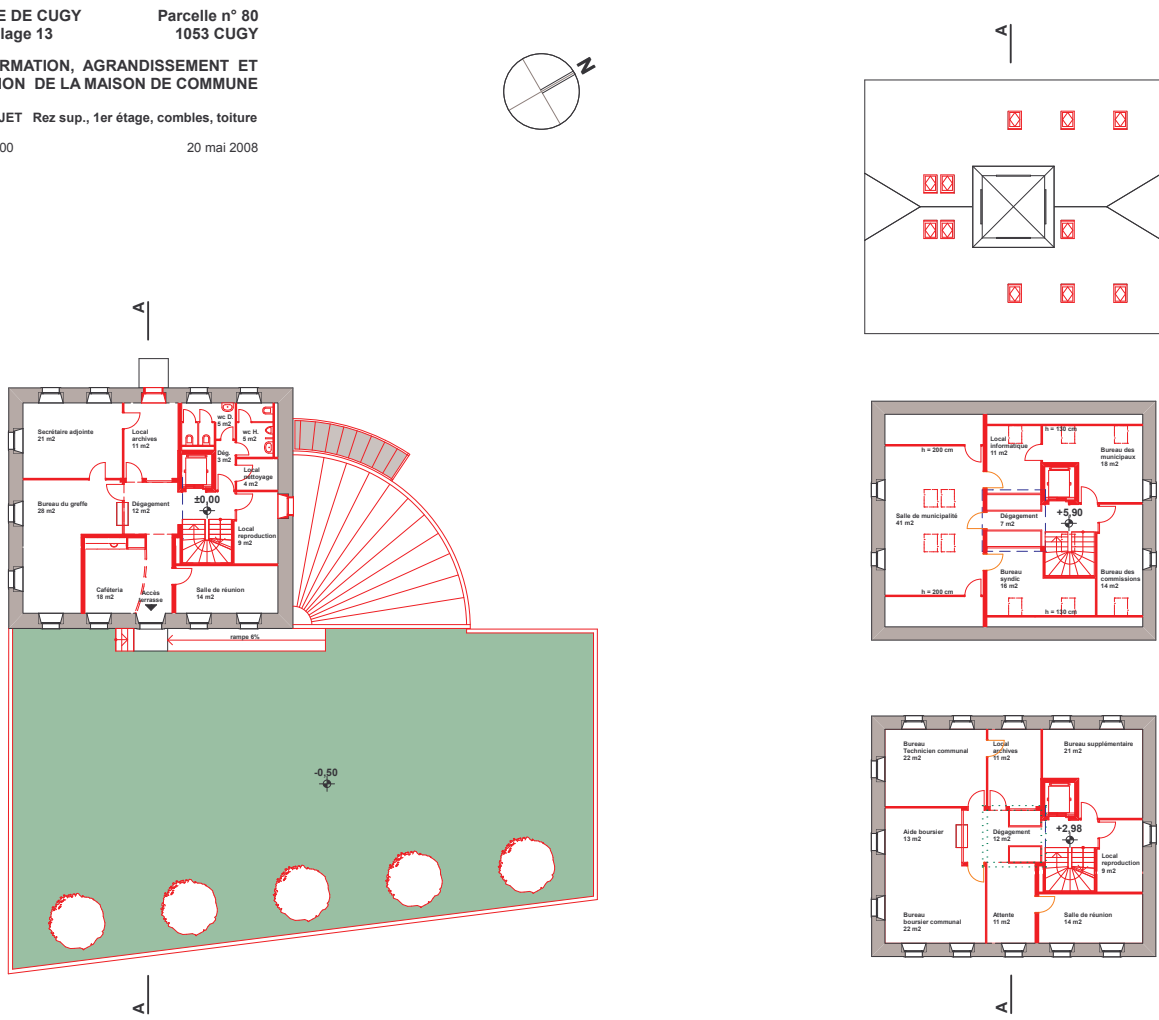 E DE CUGY Parcelle n° 80
lage 13 1053 CUGY
RMATION, AGRANDISSEMENT ET
ION DE LA MAISON DE COMMUNE
JET Rez sup., 1er étage, combles, toiture
00 20 mai 2008
N
A
A
A
Secrétaire adjointe
21 m2
Local
archives
11 m2
wc D.
5 m2
wc H.
5 m2
Dég.
3 m2
Local
nettoyage
4 m2
Bureau du greffe
28 m2
Dégagement
12 m2
±0,00
Local
reproduction
9 m2
Caféteria
18 m2
Accès
terrasse
Salle de réunion
14 m2
rampe 6%
-0,50
A
h = 200 cm
Local
informatique
11 m2
h = 130 cm
Bureau des
municipaux
18 m2
Salle de municipalité
41 m2
Dégagement
7 m2
+5,90
Bureau
syndic
16 m2
Bureau des
commissions
14 m2
h = 200 cm
h = 130 cm
Bureau
Technicien communal
22 m2
Local
archives
11 m2
Bureau supplémentaire
21 m2
Aide boursier
13 m2
Dégagement
12 m2
+2,98
Local
reproduction
9 m2
Bureau
boursier communal
22 m2
Attente
11 m2
Salle de réunion
14 m2
A